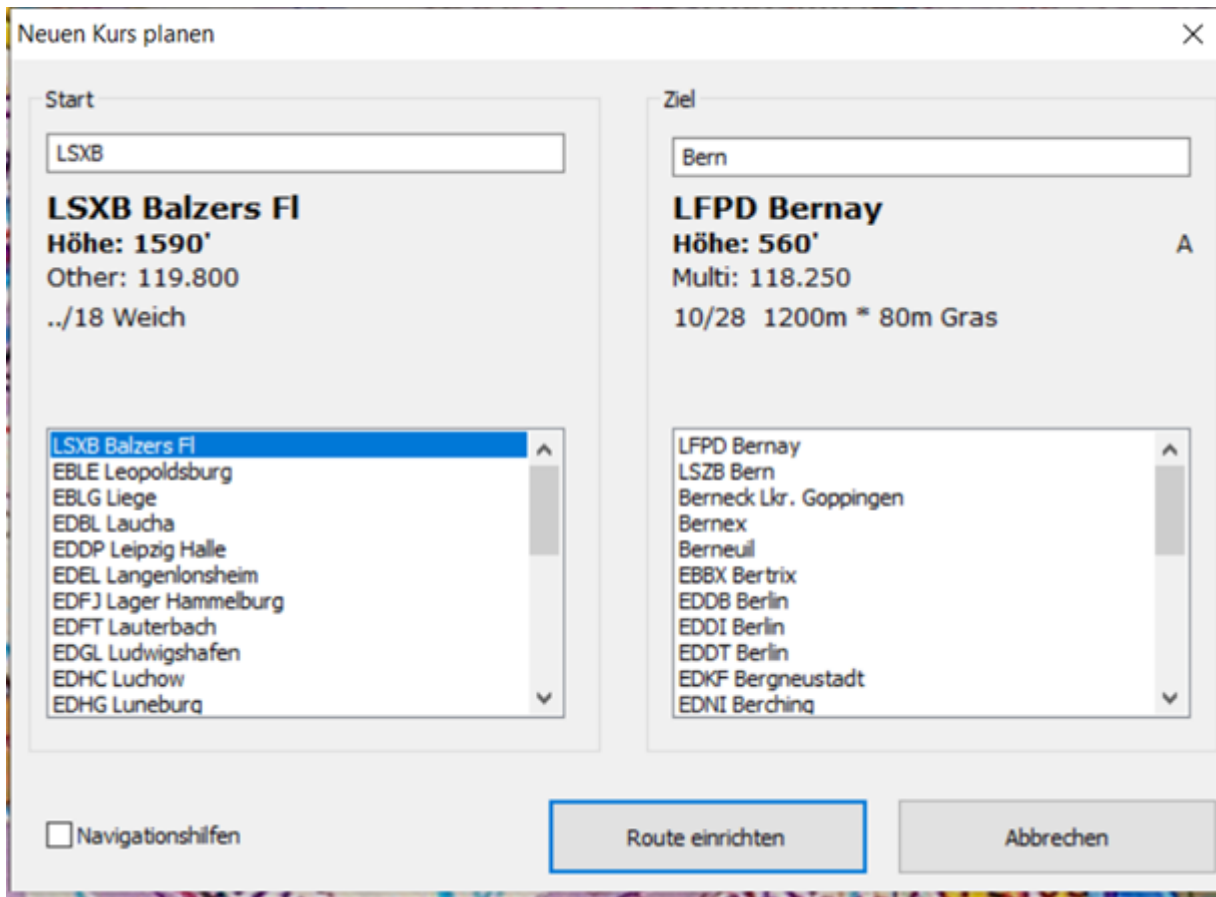 Neuen Kurs planen
Start
LSXB
LSXB Balzers Fl
Höhe: 1590'
Other: 119.800
../18 Weich
LSXB Balzers Fl
EBLE Leopoldsburg
EBLG Liege
EDBL Laucha
EDDP Leipzig Halle
EDEL Langenlonsheim
EDFJ Lager Hammelburg
EDFT Lauterbach
EDGL Ludwigshafen
EDHC Luchow
EDHG Luneburg
Ziel
Bern
LFPD Bernay
Höhe: 560' A
Multi: 118.250
10/28 1200m * 80m Gras
LFPD Bernay
LSZB Bern
Berneck Lkr. Goppingen
Bernex
Berneuil
EBBX Bertrix
EDDB Berlin
EDDI Berlin
EDDT Berlin
EDKF Bergneustadt
EDNI Berching
Navigationshilfen
Route einrichten
Abbrechen